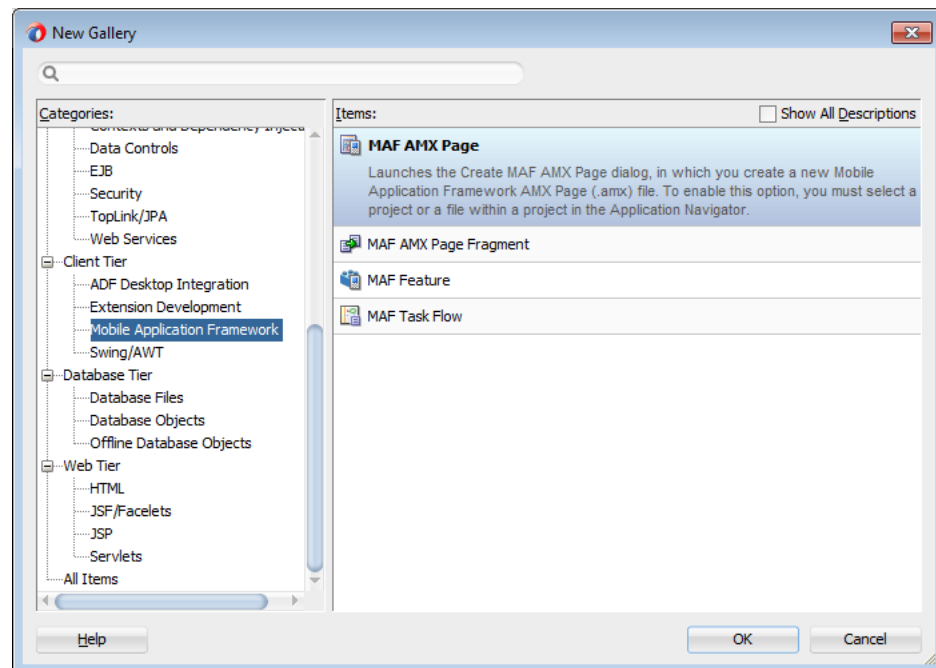 New Gallery
Categories:
Data Controls
EJB
Security
TopLink/JPA
Web Services
Client Tier
ADF Desktop Integration
Extension Development
Mobile Application Framework
Swing/AWT
Database Tier
Database Files
Database Objects
Offline Database Objects
Web Tier
HTML
JSF/Facelets
JSP
Servlets
All Items
Items:
Show All Descriptions
MAF AMX Page
Launches the Create MAF AMX Page dialog, in which you create a new Mobile
Application Framework AMX Page (.amx) file. To enable this option, you must select a
project or a file within a project in the Application Navigator.
MAF AMX Page Fragment
MAF Feature
MAF Task Flow
Help
OK
Cancel